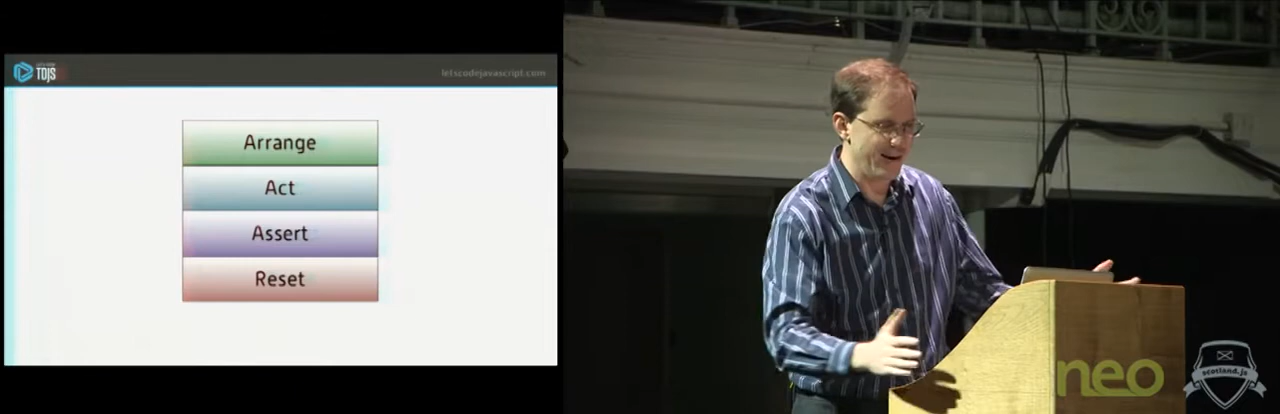 TDJS
letscodejavascript.com
Arrange
Act
Assert
Reset
neo
scotland.js